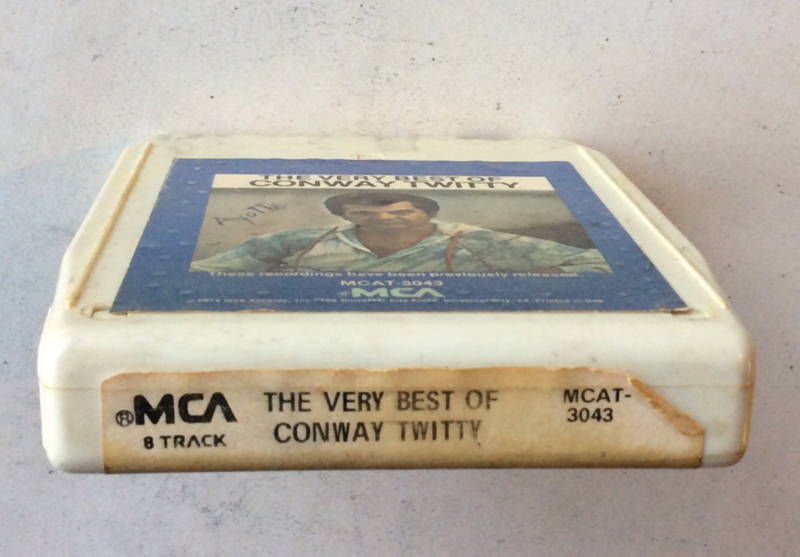 THE VERY BEST OF
CONWAY TWITTY
These recordings have been previously released
MCAT-3043
MCA
®MCA
8 TRACK
THE VERY BEST OF
CONWAY TWITTY
MCAT-
3043